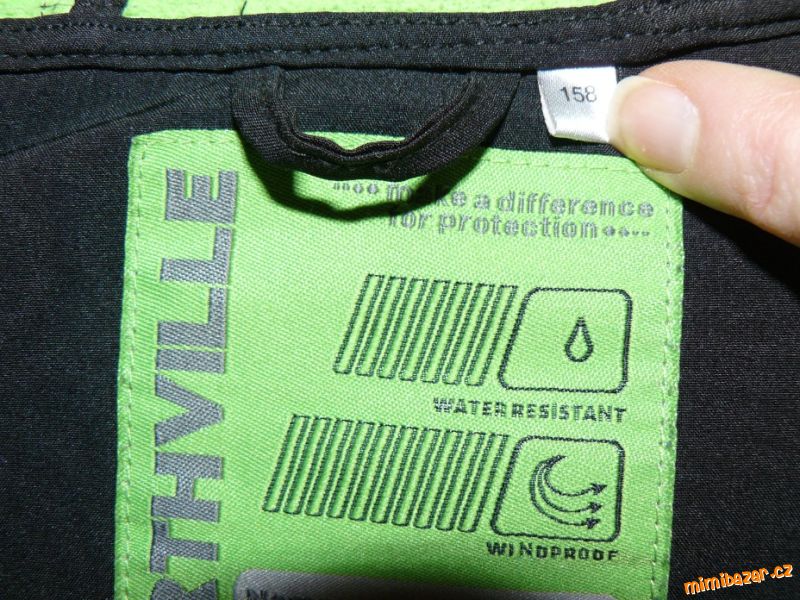 158
make a difference
for protection
RTHVILLE
WATER RESISTANT
WINDPROOF
mimibazar.cz